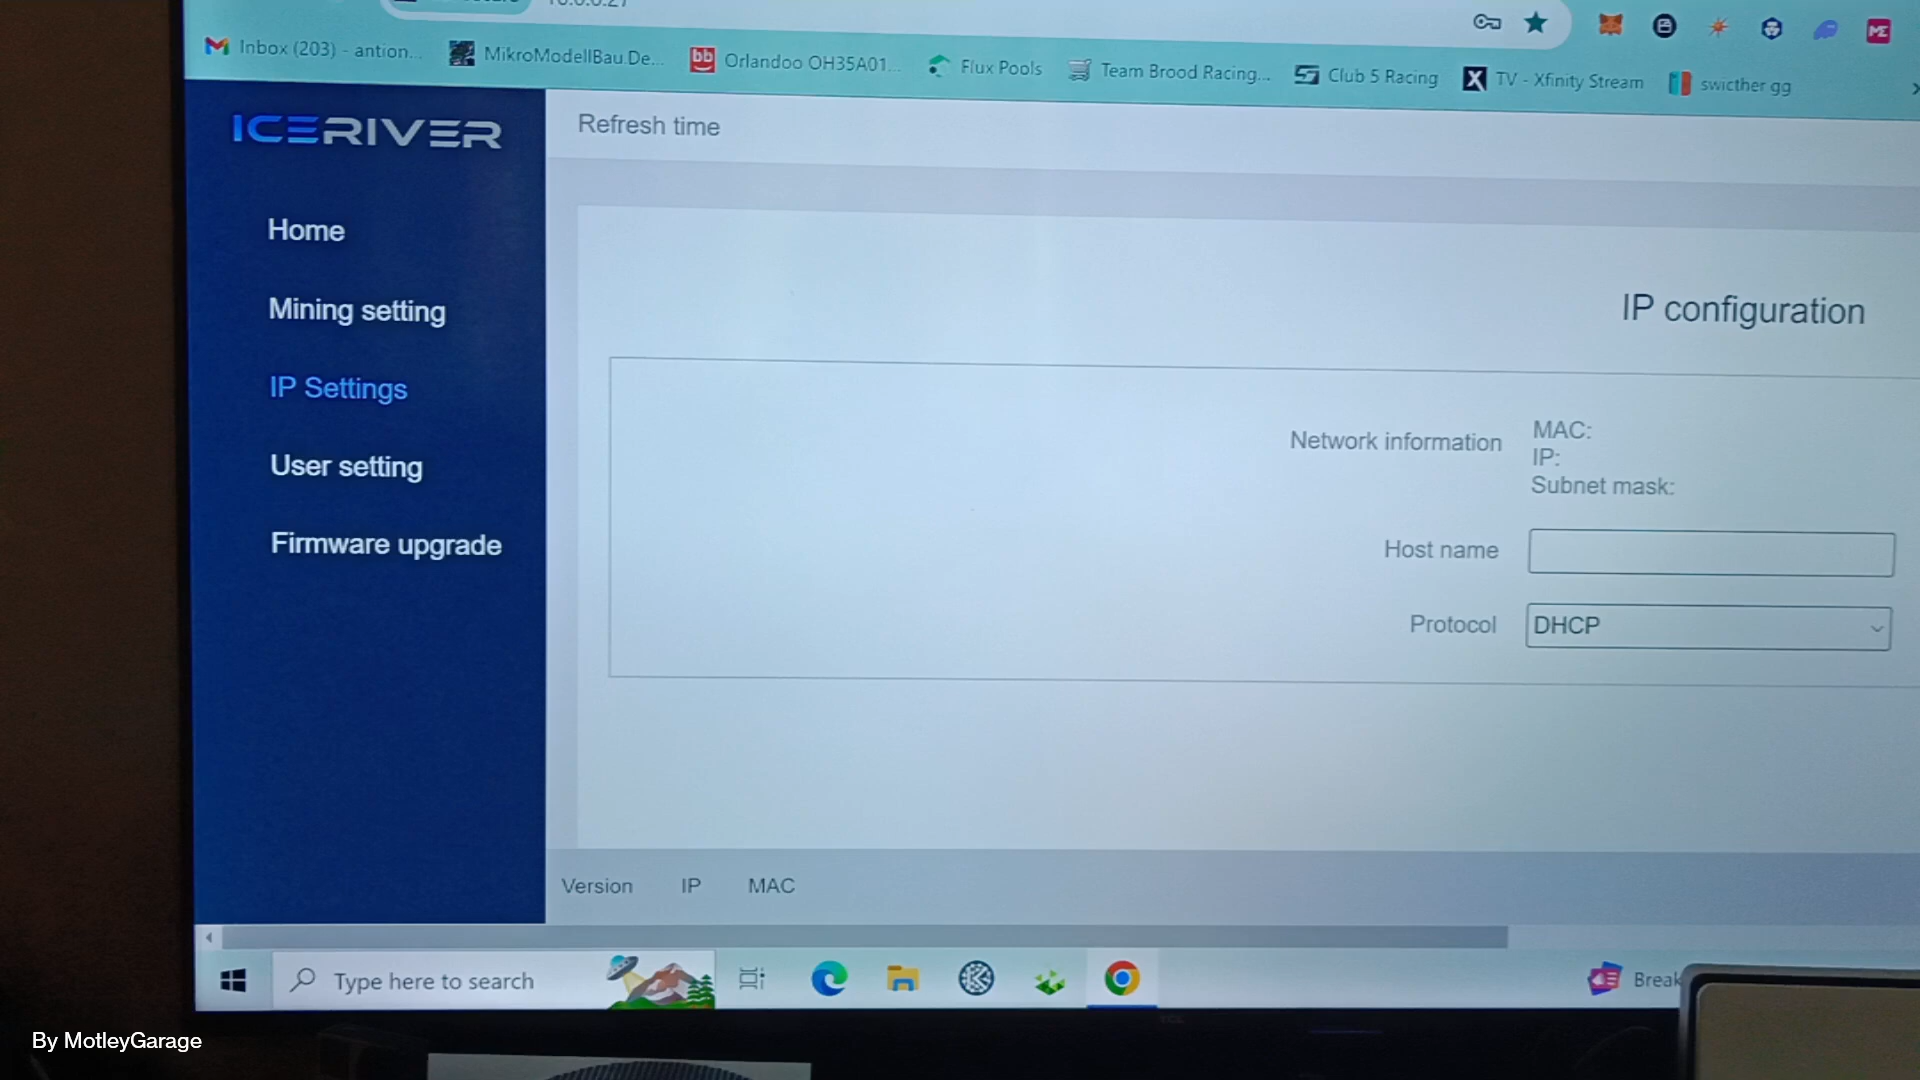 Inbox (203) - antion...
MikroModellBau.De...
Orlandoo OH35A01...
Flux Pools
Team Brood Racing...
Club 5 Racing
TV - Xfinity Stream
swicther gg
ICERIVER
Refresh time
Home
Mining setting
IP Settings
User setting
Firmware upgrade
IP configuration
Network information
MAC:
IP:
Subnet mask:
Host name
Protocol
DHCP
Version
IP
MAC
Type here to search
Break
By MotleyGarage